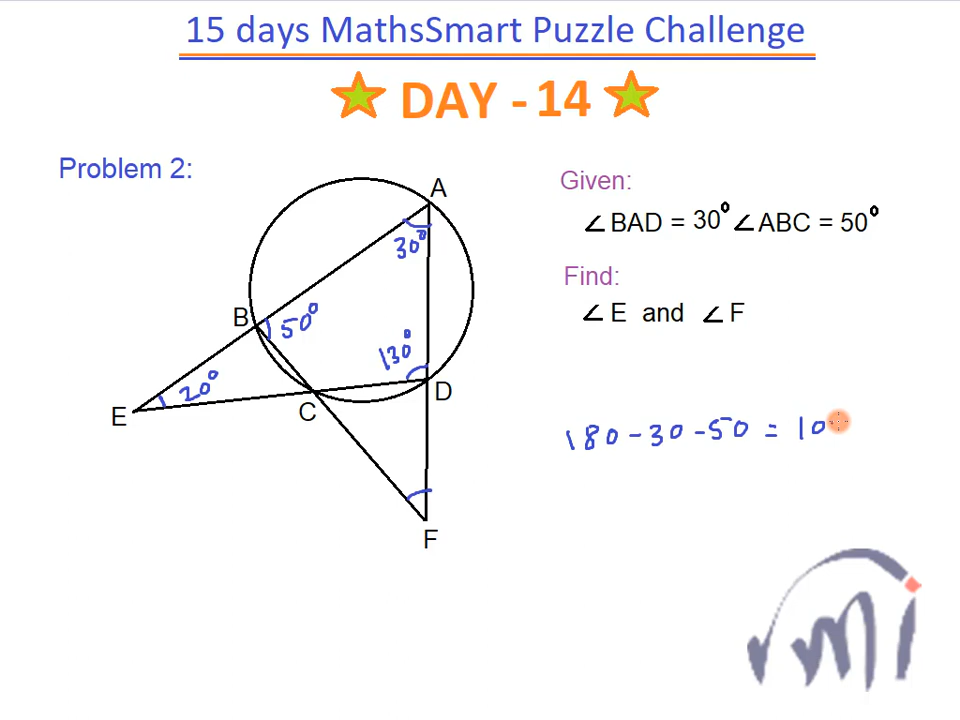 15 days MathsSmart Puzzle Challenge
DAY - 14
Problem 2:
Given:
∠BAD = 30° ∠ABC = 50°
Find:
∠E and ∠F
A
30°
B
50°
130°
20°
D
E
C
180 - 30 - 50 = 10
F
vmi